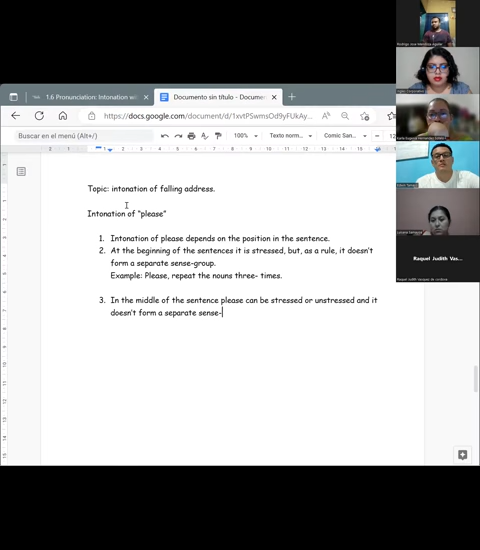 1.6 Pronunciation: Intonation wi
Documento sin título - Documen
https://docs.google.com/document/d/1xvtPSwmsOd9yFUkAy...
Buscar en el menú (Alt+/)
100%
Texto norm...
Comic San...
Topic: intonation of falling address.
Intonation of "please"
1. Intonation of please depends on the position in the sentence.
2. At the beginning of the sentences it is stressed, but, as a rule, it doesn't
form a separate sense-group.
Example: Please, repeat the nouns three- times.
3. In the middle of the sentence please can be stressed or unstressed and it
doesn't form a separate sense-
Raquel Judith Vas...